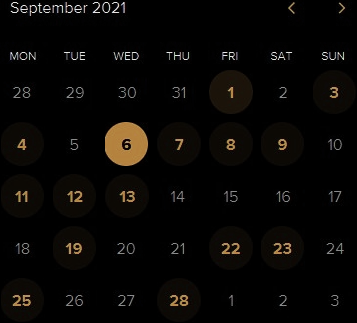 September 2021
MON TUE WED THU FRI SAT SUN
28 29 30 31 1 2 3
4 5 6 7 8 9 10
11 12 13 14 15 16 17
18 19 20 21 22 23 24
25 26 27 28 1 2 3